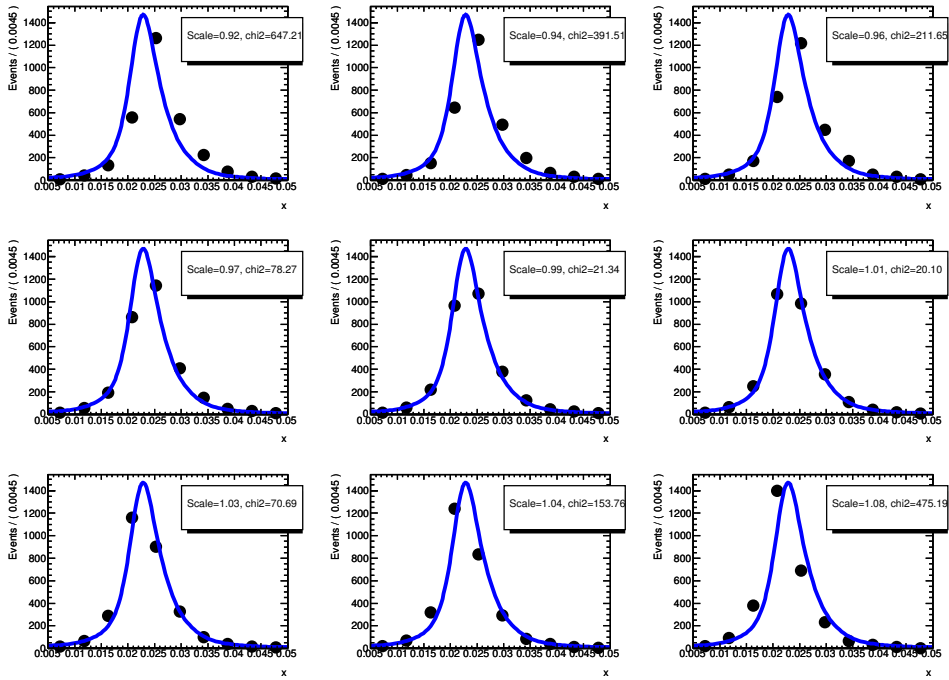 Events / ( 0.0045 )
1400
1200
1000
800
600
400
200
0
Scale=0.92, chi2=647.21
0.005 0.01 0.015 0.02 0.025 0.03 0.035 0.04 0.045 0.05
x
Events / ( 0.0045 )
1400
1200
1000
800
600
400
200
0
Scale=0.94, chi2=391.51
0.005 0.01 0.015 0.02 0.025 0.03 0.035 0.04 0.045 0.05
x
Events / ( 0.0045 )
1400
1200
1000
800
600
400
200
0
Scale=0.96, chi2=211.65
0.005 0.01 0.015 0.02 0.025 0.03 0.035 0.04 0.045 0.05
x
Events / ( 0.0045 )
1400
1200
1000
800
600
400
200
0
Scale=0.97, chi2=78.27
0.005 0.01 0.015 0.02 0.025 0.03 0.035 0.04 0.045 0.05
x
Events / ( 0.0045 )
1400
1200
1000
800
600
400
200
0
Scale=0.99, chi2=21.34
0.005 0.01 0.015 0.02 0.025 0.03 0.035 0.04 0.045 0.05
x
Events / ( 0.0045 )
1400
1200
1000
800
600
400
200
0
Scale=1.01, chi2=20.10
0.005 0.01 0.015 0.02 0.025 0.03 0.035 0.04 0.045 0.05
x
Events / ( 0.0045 )
1400
1200
1000
800
600
400
200
0
Scale=1.03, chi2=70.69
0.005 0.01 0.015 0.02 0.025 0.03 0.035 0.04 0.045 0.05
x
Events / ( 0.0045 )
1400
1200
1000
800
600
400
200
0
Scale=1.04, chi2=153.76
0.005 0.01 0.015 0.02 0.025 0.03 0.035 0.04 0.045 0.05
x
Events / ( 0.0045 )
1400
1200
1000
800
600
400
200
0
Scale=1.08, chi2=475.19
0.005 0.01 0.015 0.02 0.025 0.03 0.035 0.04 0.045 0.05
x